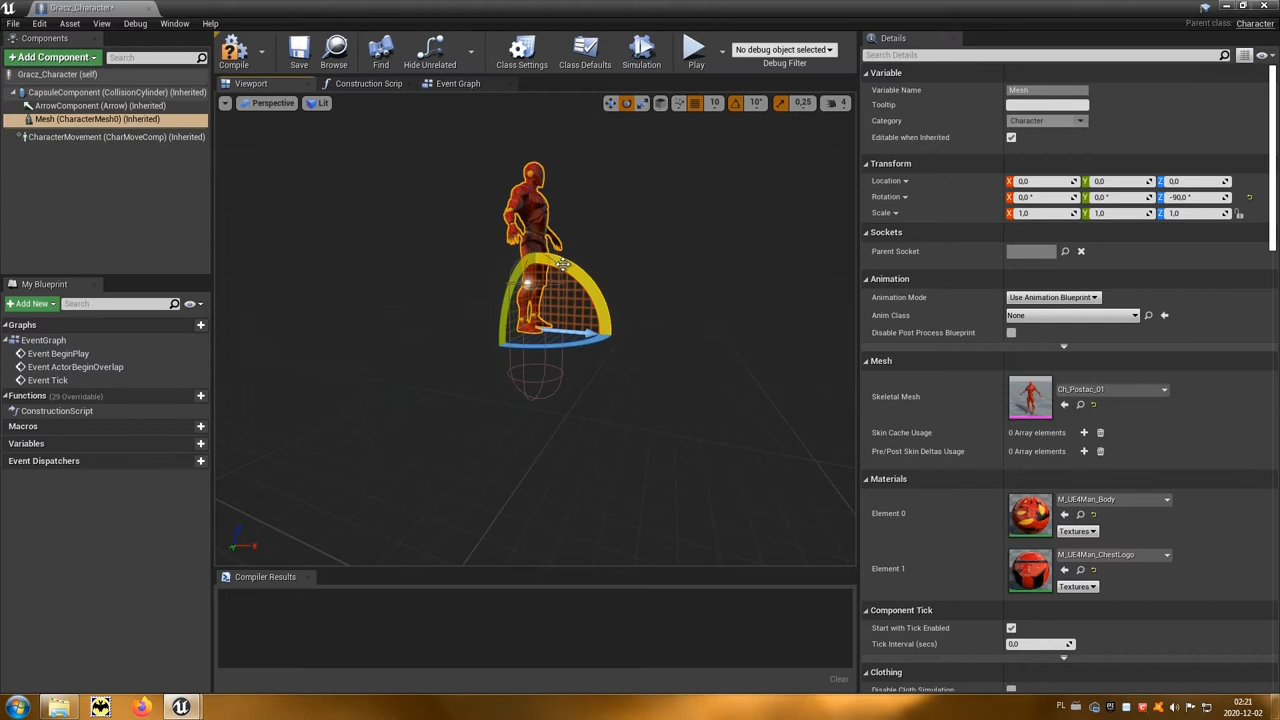 Gracz_Character*
File Edit Asset View Debug Window Help
Parent class: Character
Components
+Add Component Search
Gracz_Character (self)
CapsuleComponent (CollisionCylinder) (Inherited)
ArrowComponent (Arrow) (Inherited)
Mesh (CharacterMesh0) (Inherited)
CharacterMovement (CharMoveComp) (Inherited)
My Blueprint
+Add New Search
Graphs
EventGraph
Event BeginPlay
Event ActorBeginOverlap
Event Tick
Functions (29 Overridable)
ConstructionScript
Macros
Variables
Event Dispatchers
Compile Save Browse Find Hide Unrelated Class Settings Class Defaults Simulation Play
No debug object selected
Debug Filter
Viewport Construction Scrip Event Graph
Perspective Lit 10 10° 0,25 4
Z X Y
Compiler Results
Clear
Details
Search Details
Variable
Variable Name Mesh
Tooltip
Category Character
Editable when Inherited
Transform
Location X 0,0 Y 0,0 Z 0,0
Rotation X 0,0 ° Y 0,0 ° Z -90,0 °
Scale X 1,0 Y 1,0 Z 1,0
Sockets
Parent Socket
Animation
Animation Mode Use Animation Blueprint
Anim Class None
Disable Post Process Blueprint
Mesh
Skeletal Mesh Ch_Postac_01
Skin Cache Usage 0 Array elements
Pre/Post Skin Deltas Usage 0 Array elements
Materials
Element 0 M_UE4Man_Body
Textures
Element 1 M_UE4Man_ChestLogo
Textures
Component Tick
Start with Tick Enabled
Tick Interval (secs) 0,0
Clothing
Disable Cloth Simulation
PL
02:21
2020-12-02